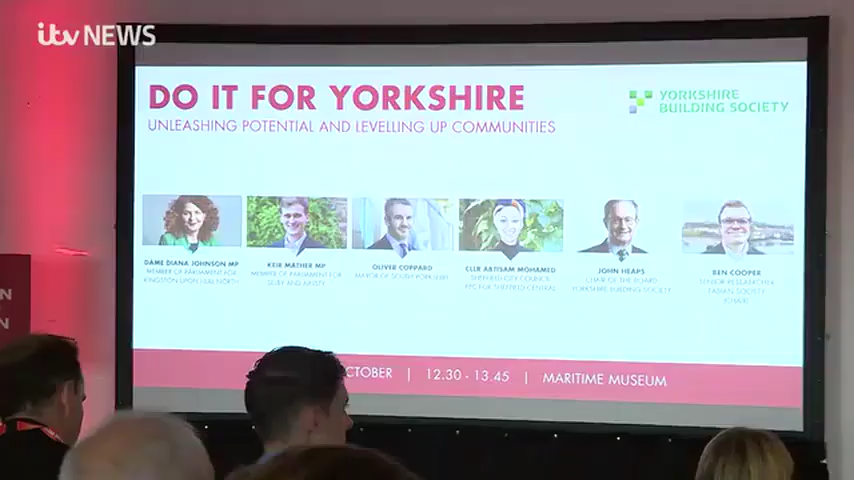 itv NEWS
DO IT FOR YORKSHIRE
UNLEASHING POTENTIAL AND LEVELLING UP COMMUNITIES
YORKSHIRE
BUILDING SOCIETY
DAME DIANA JOHNSON MP
MEMBER OF PARLIAMENT FOR
KINGSTON UPON HULL NORTH
KEIR MATHER MP
MEMBER OF PARLIAMENT FOR
SELBY AND AINSTY
OLIVER COPPARD
MAYOR OF SOUTH YORKSHIRE
CLLR ABTISAM MOHAMED
SHEFFIELD CITY COUNCIL
PPC FOR SHEFFIELD CENTRAL
JOHN HEAPS
CHAIR OF THE BOARD
YORKSHIRE BUILDING SOCIETY
BEN COOPER
SENIOR RESEARCHER
FABIAN SOCIETY
(CHAIR)
CTOBER | 12.30 - 13.45 | MARITIME MUSEUM
N
N